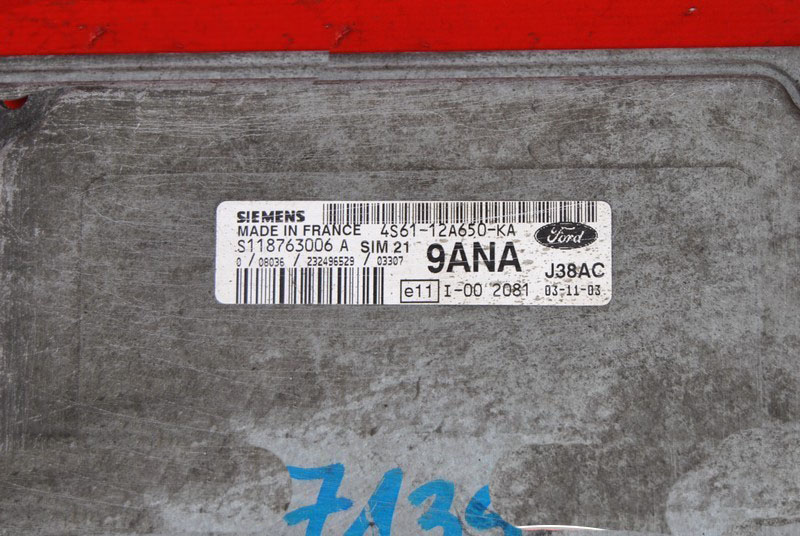 SIEMENS
MADE IN FRANCE 4S61-12A650-KA
S118763006 A SIM 21
Ford
0 / 08036 / 232496529 / 03307
9ANA
J38AC
e11 I-00 2081 03-11-03